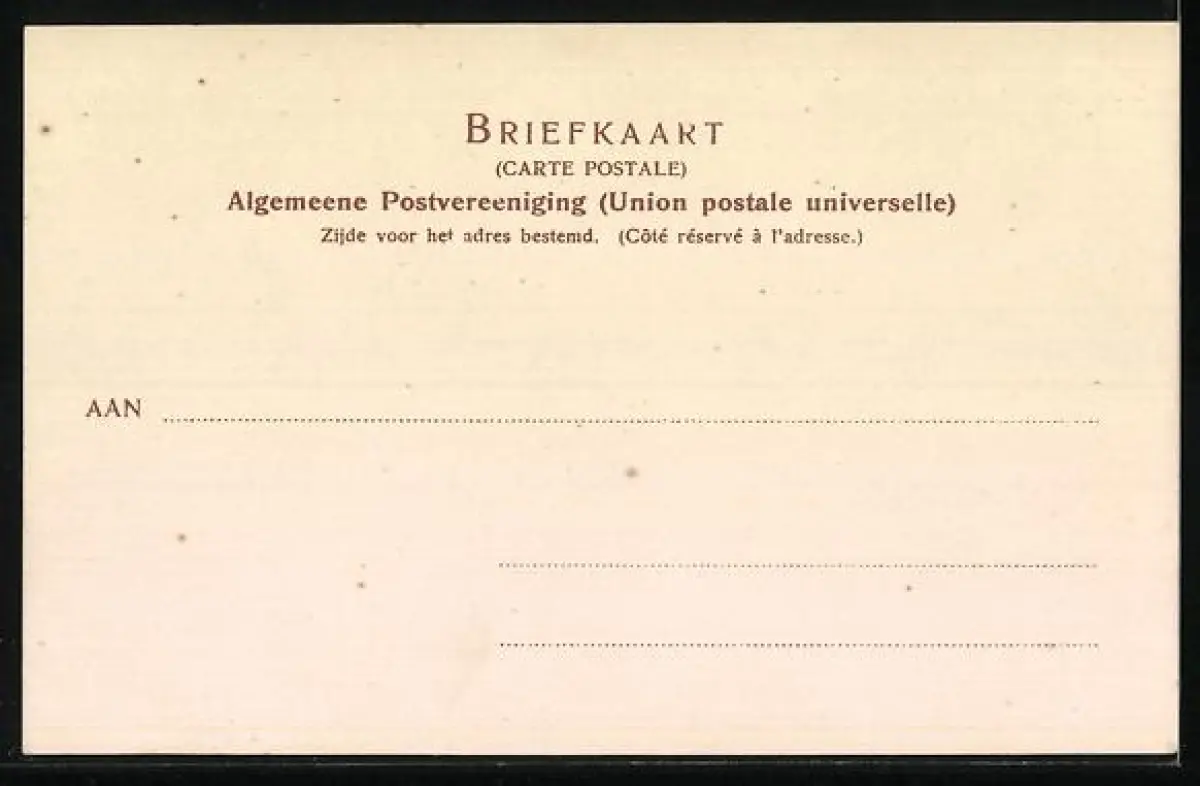 BRIEFKAART
(CARTE POSTALE)
Algemeene Postvereeniging (Union postale universelle)
Zijde voor het adres bestemd. (Côté réservé à l'adresse.)
AAN